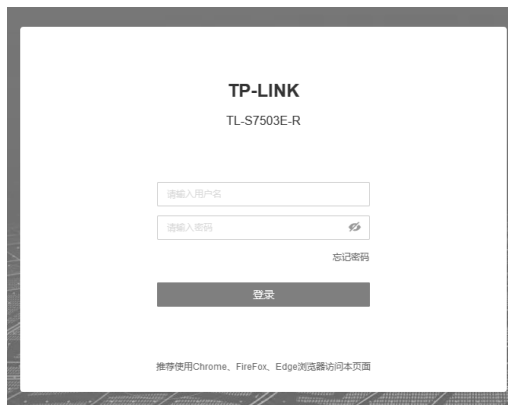 TP-LINK
TL-S7503E-R
请输入用户名
请输入密码
忘记密码
登录
推荐使用Chrome、FireFox、Edge浏览器访问本页面